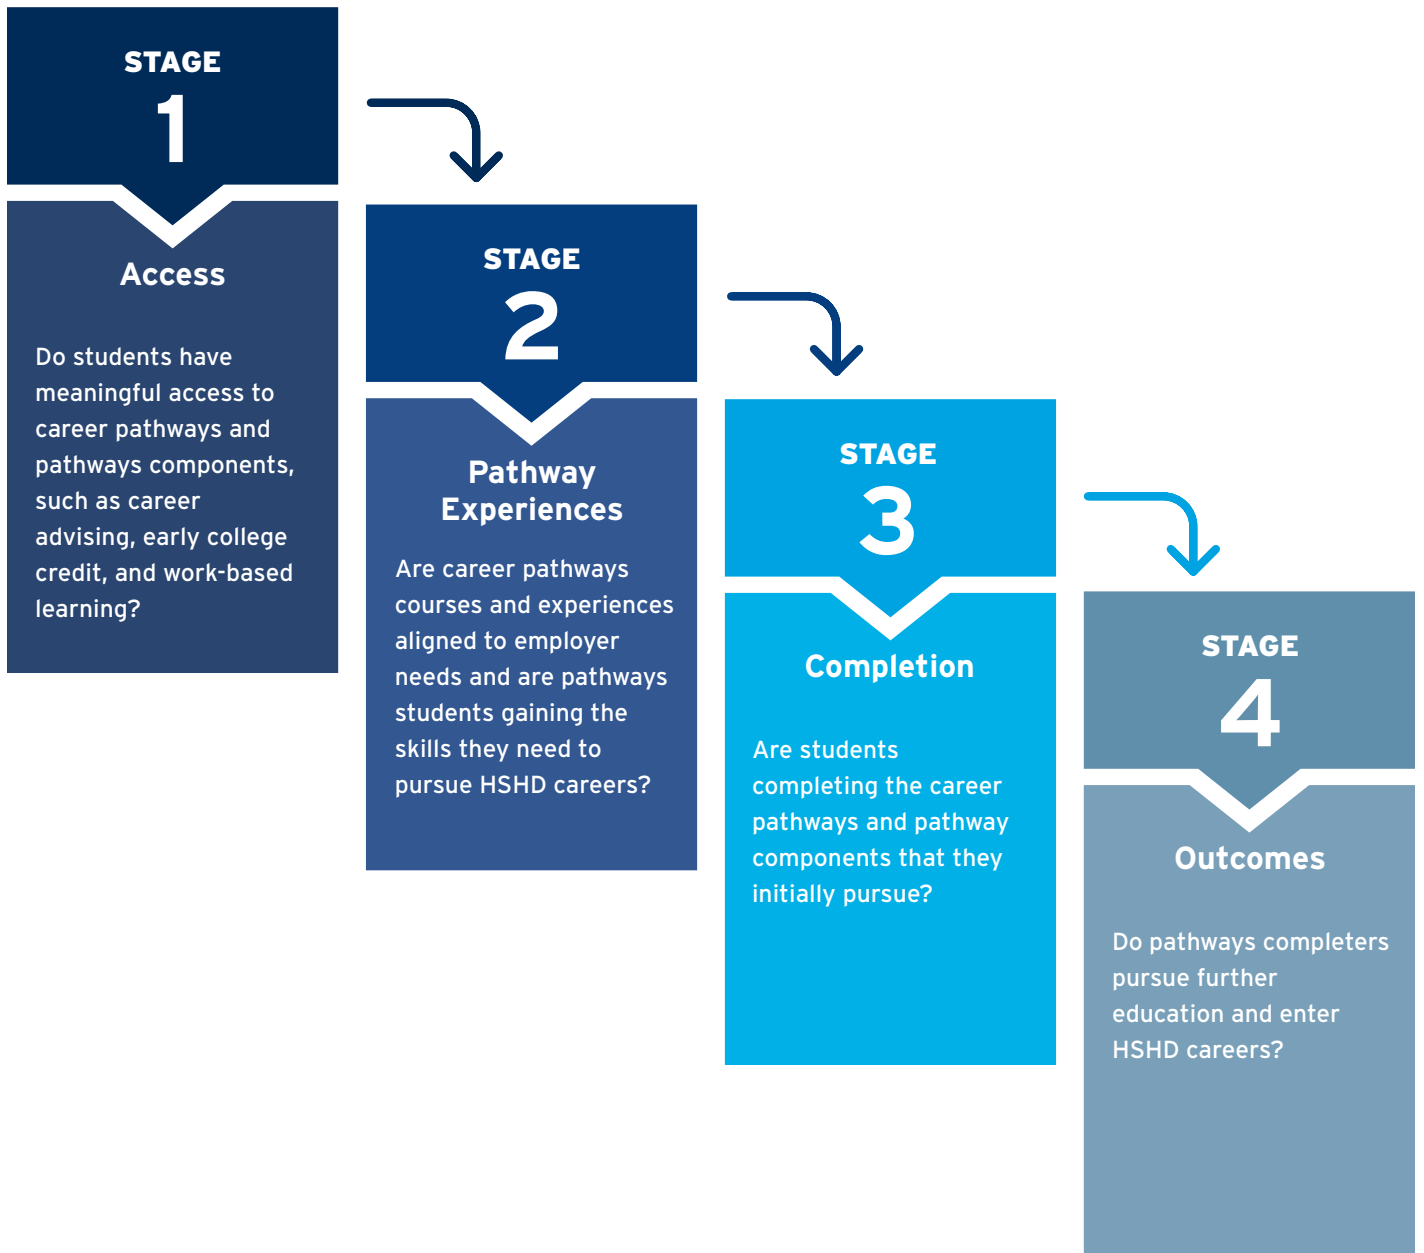 STAGE
1
Access
Do students have
meaningful access to
career pathways and
pathways components,
such as career
advising, early college
credit, and work-based
learning?
STAGE
2
Pathway
Experiences
Are career pathways
courses and experiences
aligned to employer
needs and are pathways
students gaining the
skills they need to
pursue HSHD careers?
STAGE
3
Completion
Are students
completing the career
pathways and pathway
components that they
initially pursue?
STAGE
4
Outcomes
Do pathways completers
pursue further
education and enter
HSHD careers?